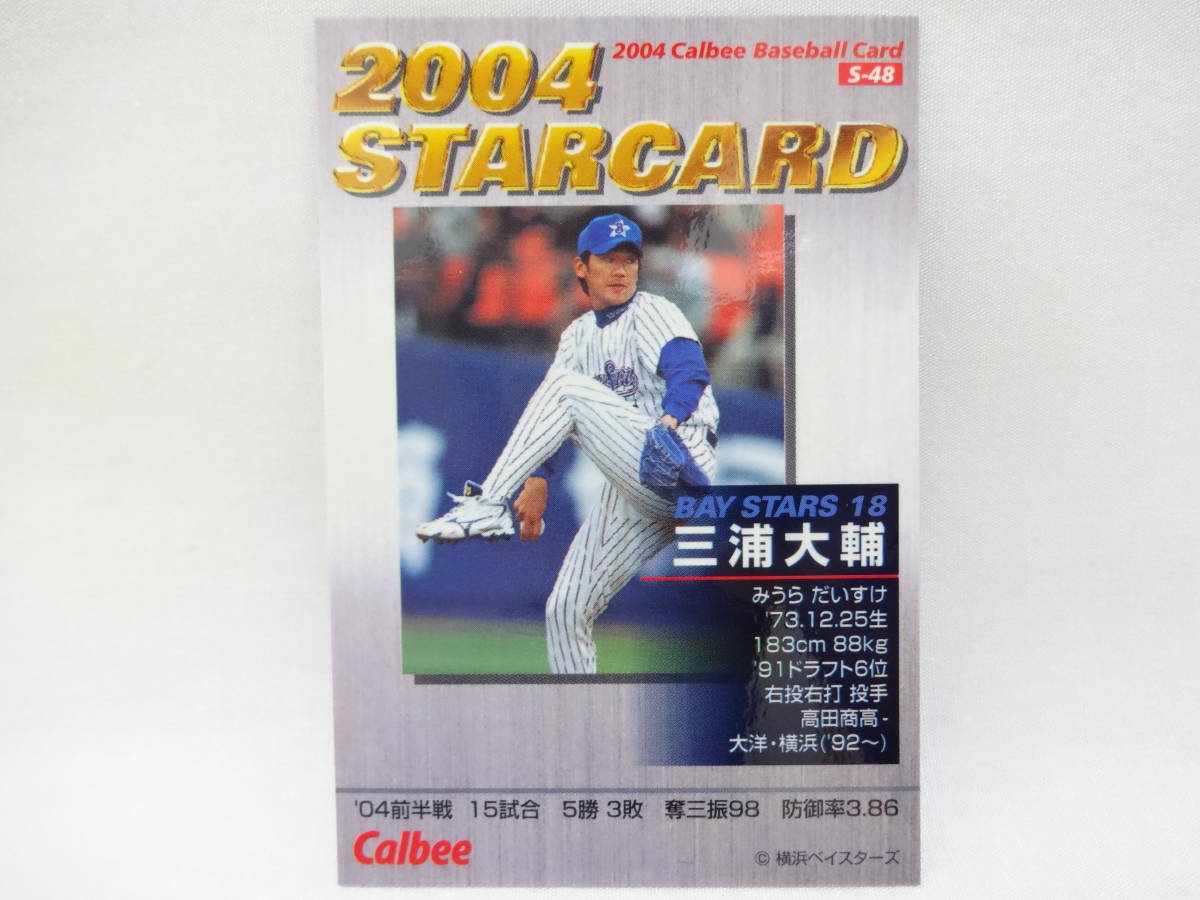 2004
2004 Calbee Baseball Card
S-48
STARCARD
BAY STARS 18
三浦大輔
みうら だいすけ
'73.12.25生
183cm 88kg
'91ドラフト6位
右投右打 投手
高田商高-
大洋・横浜('92〜)
'04前半戦 15試合 5勝 3敗 奪三振98 防御率3.86
Calbee
© 横浜ベイスターズ